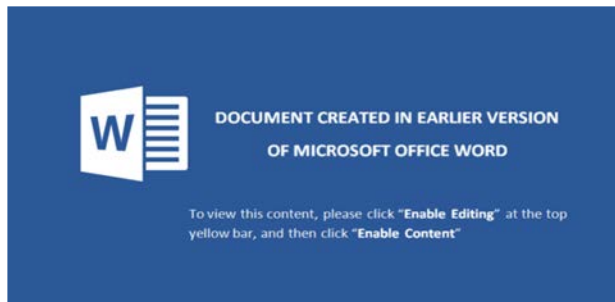 W
DOCUMENT CREATED IN EARLIER VERSION
OF MICROSOFT OFFICE WORD
To view this content, please click “Enable Editing” at the top
yellow bar, and then click “Enable Content”